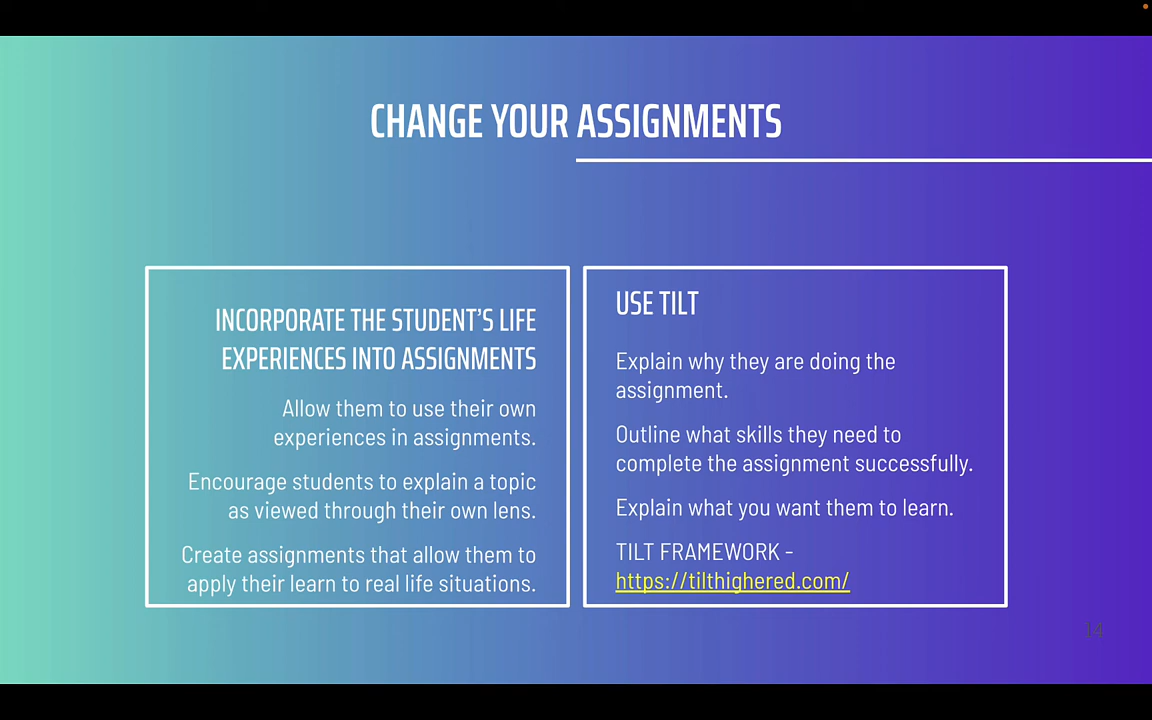 CHANGE YOUR ASSIGNMENTS
INCORPORATE THE STUDENT'S LIFE
EXPERIENCES INTO ASSIGNMENTS
Allow them to use their own
experiences in assignments.
Encourage students to explain a topic
as viewed through their own lens.
Create assignments that allow them to
apply their learn to real life situations.
USE TILT
Explain why they are doing the
assignment.
Outline what skills they need to
complete the assignment successfully.
Explain what you want them to learn.
TILT FRAMEWORK -
https://tilthighered.com/
14